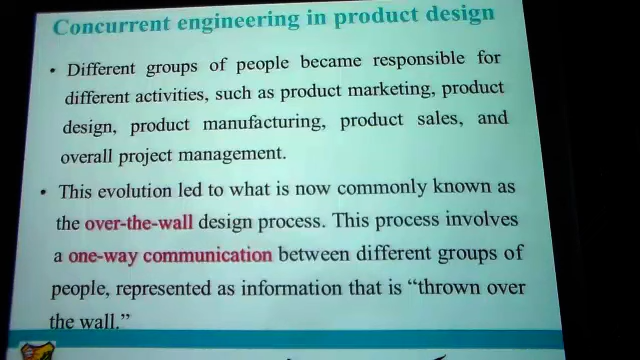 Concurrent engineering in product design
• Different groups of people became responsible for
different activities, such as product marketing, product
design, product manufacturing, product sales, and
overall project management.
• This evolution led to what is now commonly known as
the over-the-wall design process. This process involves
a one-way communication between different groups of
people, represented as information that is “thrown over
the wall.”